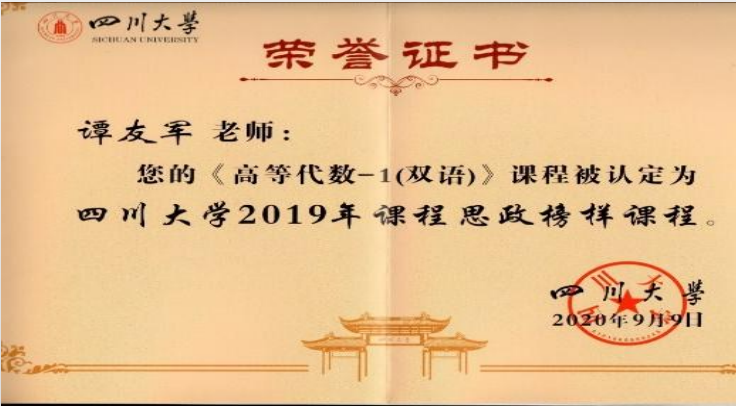 四川大學
SICHUAN UNIVERSITY
荣誉证书
谭友军 老师：
您的《高等代数-1(双语)》课程被认定为
四川大学2019年课程思政榜样课程。
四川大學
2020年9月9日